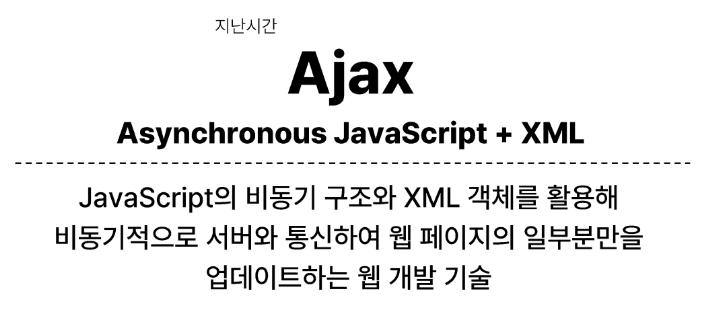 지난시간
Ajax
Asynchronous JavaScript + XML
JavaScript의 비동기 구조와 XML 객체를 활용해
비동기적으로 서버와 통신하여 웹 페이지의 일부분만을
업데이트하는 웹 개발 기술